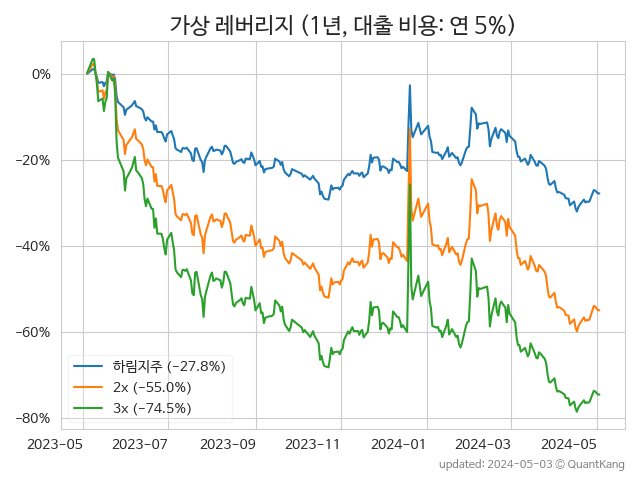 가상 레버리지 (1년, 대출 비용: 연 5%)
0%
−20%
−40%
−60%
−80%
하림지주 (−27.8%)
2x (−55.0%)
3x (−74.5%)
2023-05 2023-07 2023-09 2023-11 2024-01 2024-03 2024-05
updated: 2024-05-03 © QuantKang